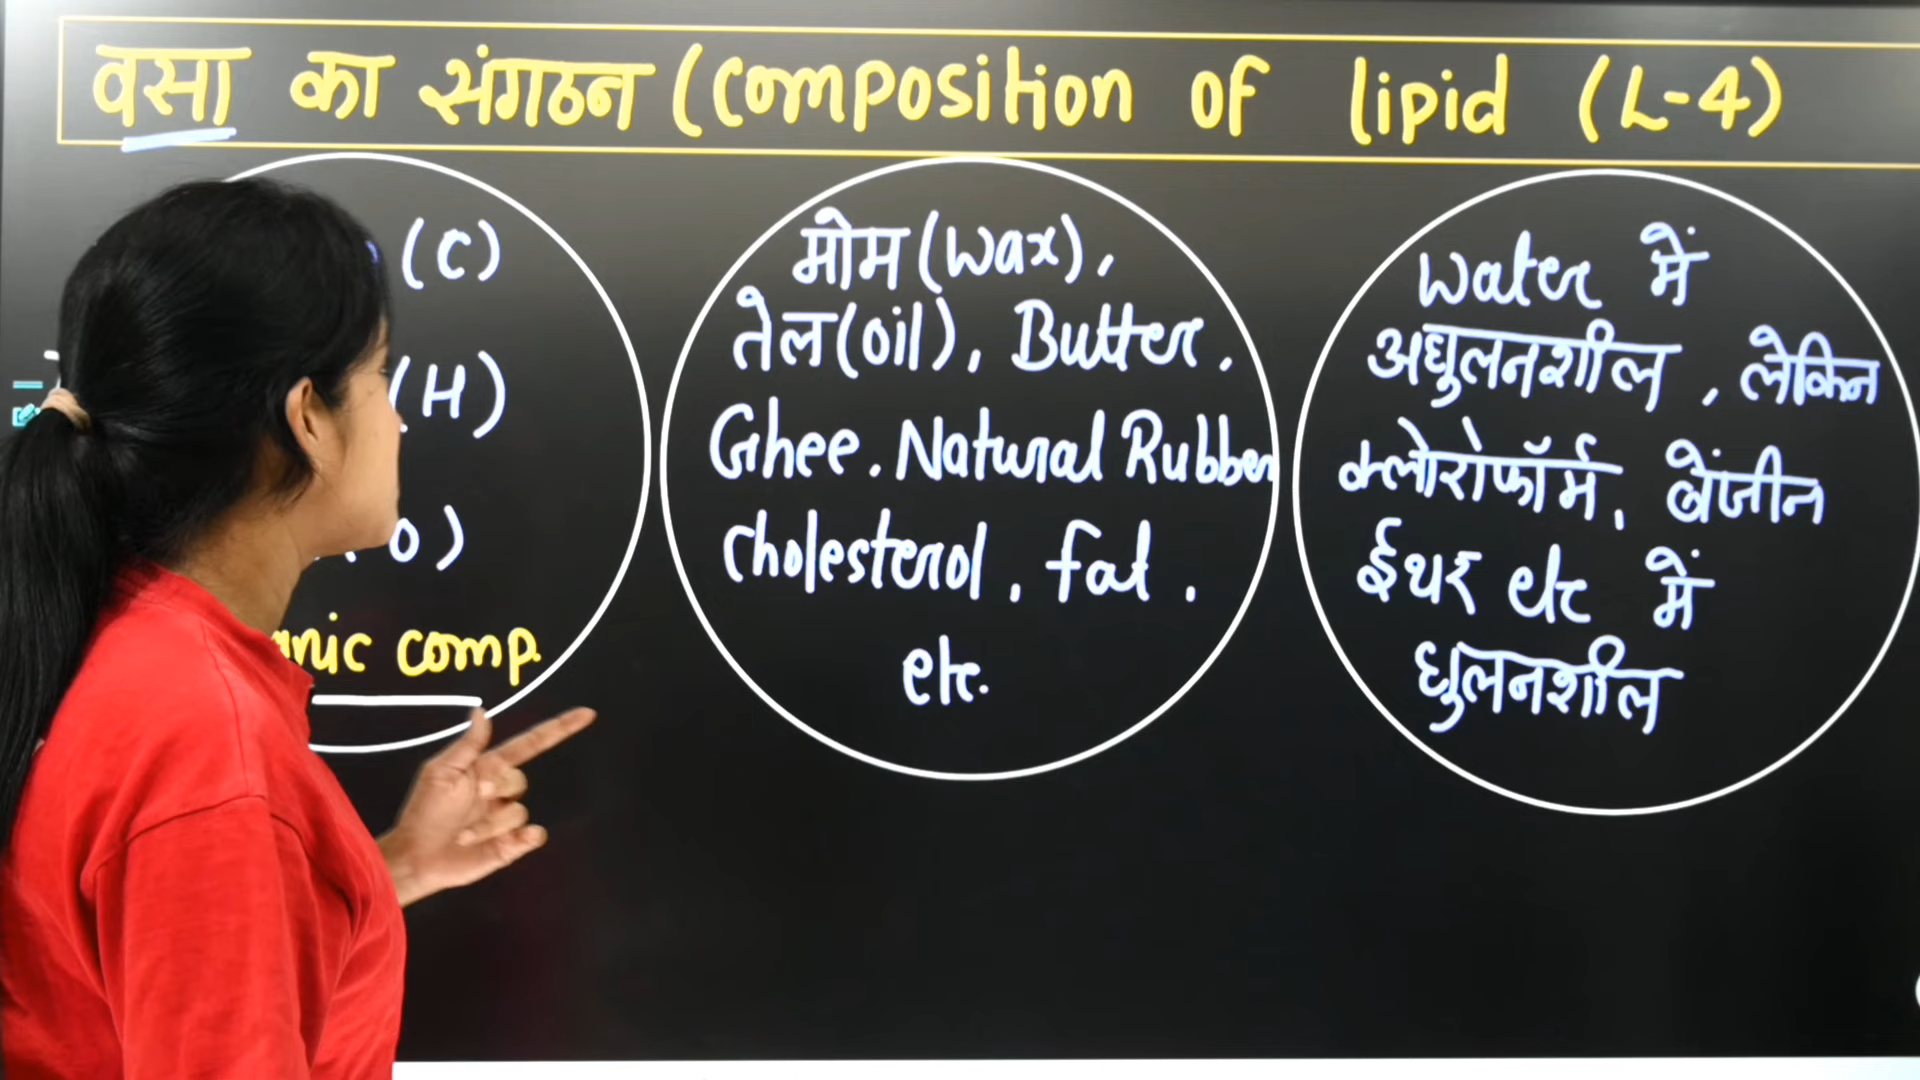 वसा का संगठन (Composition of lipid (L-4)
(C)
(H)
O)
anic comp.
मोम (Wax),
तेल (oil), Butter,
Ghee, Natural Rubber
Cholesterol, fat,
etc.
Water में
अघुलनशील, लेकिन
क्लोरोफॉर्म, बेंजीन
ईथर etc में
घुलनशील